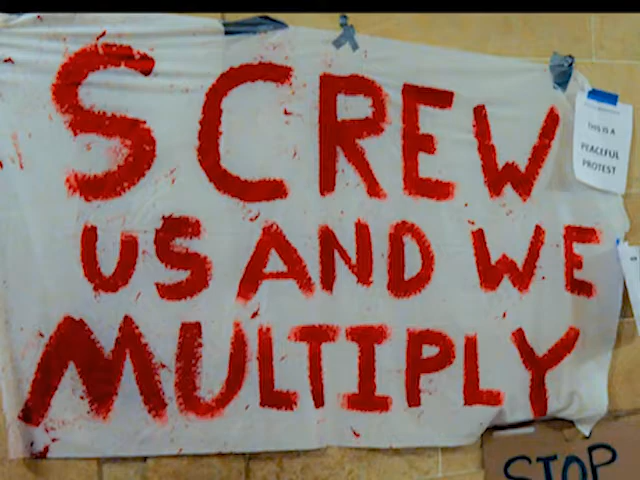 SCREW
US AND WE
MULTIPLY
THIS IS A
PEACEFUL
PROTEST
STOP